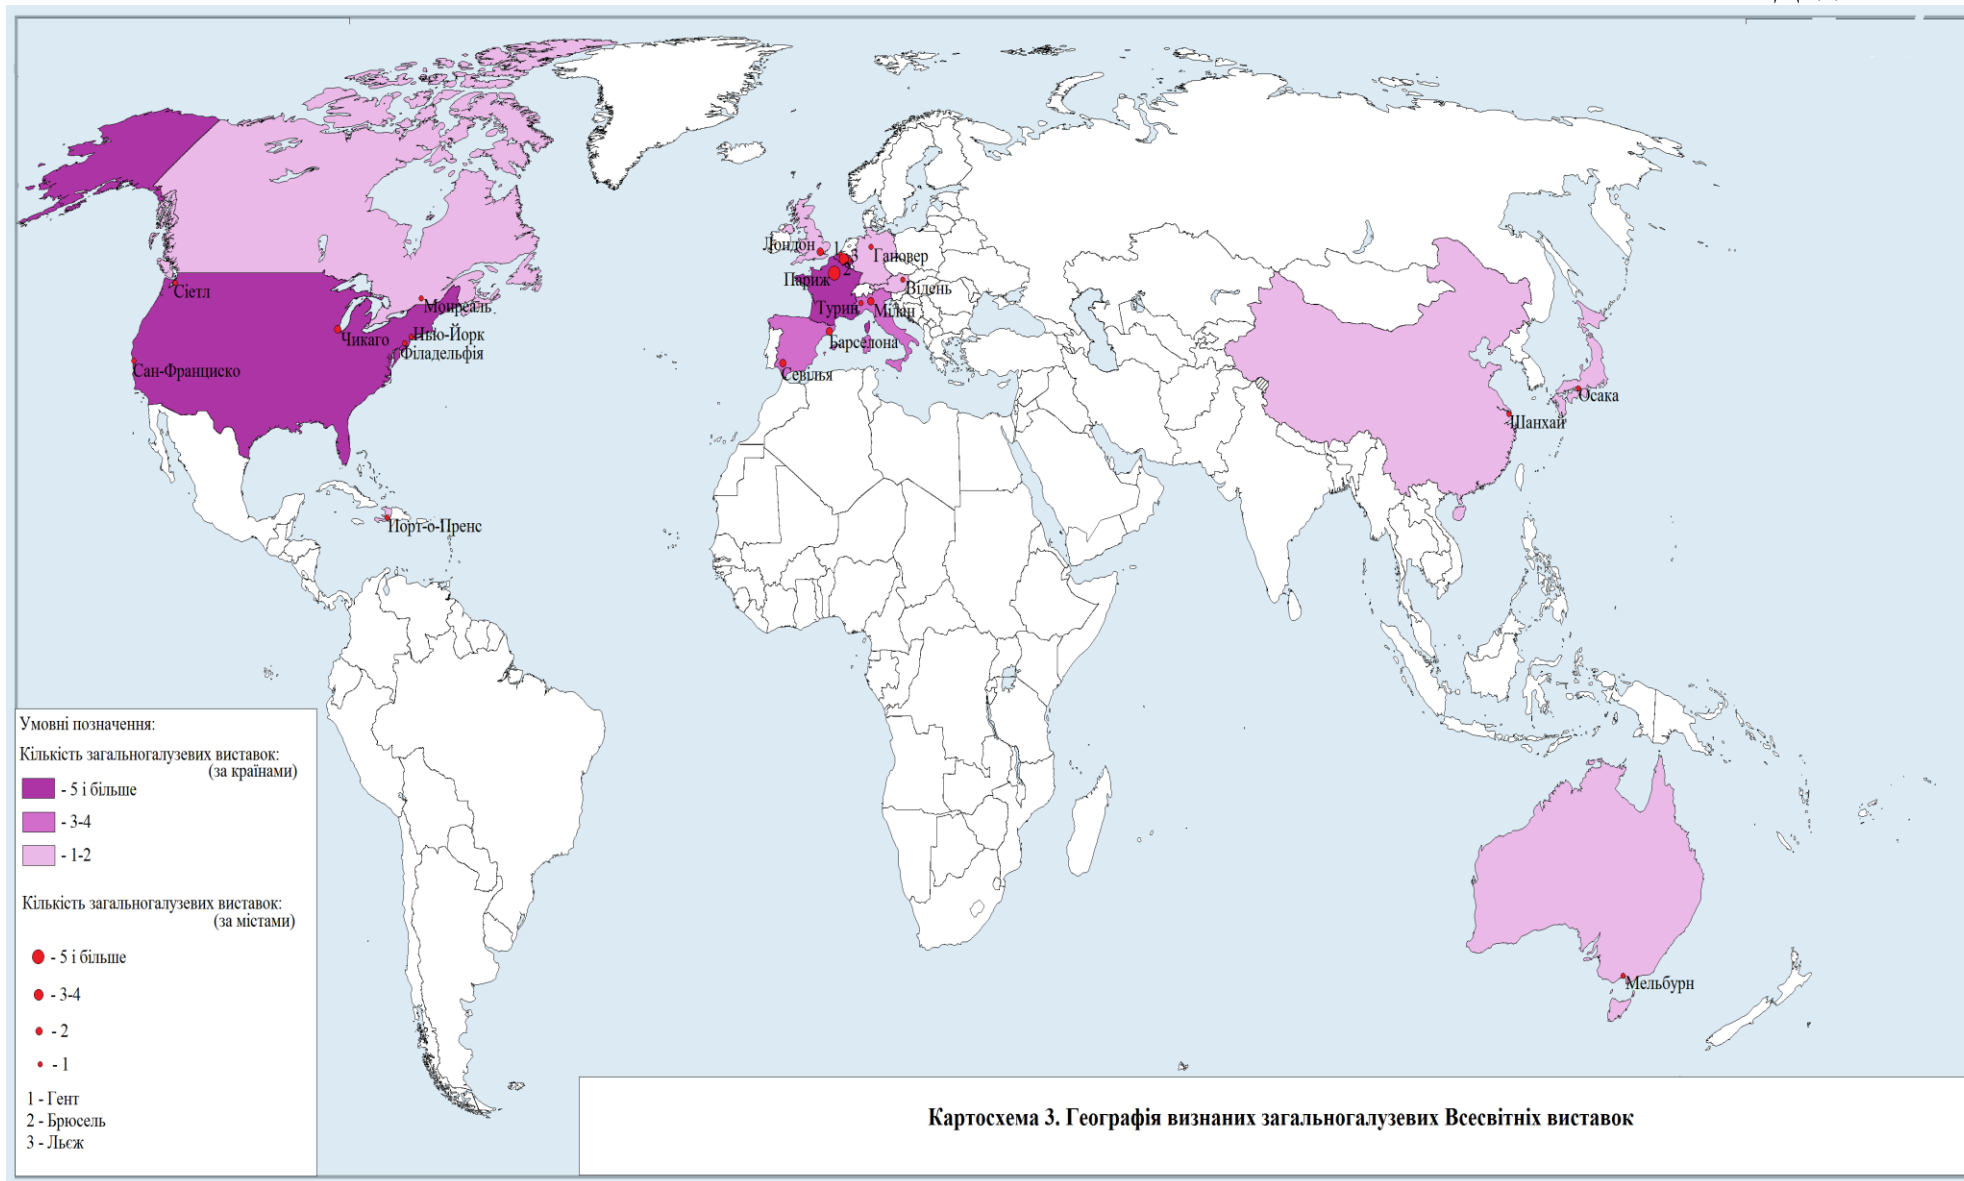 Лондон
1
3
2
Гановер
Париж
Відень
Турин
Мілан
Барселона
Севілья
Сіетл
Монреаль
Чикаго
Нью-Йорк
Філадельфія
Сан-Франциско
Порт-о-Пренс
Осака
Шанхай
Мельбурн
Умовні позначення:
Кількість загальногалузевих виставок:
(за країнами)
- 5 і більше
- 3-4
- 1-2
Кількість загальногалузевих виставок:
(за містами)
- 5 і більше
- 3-4
- 2
- 1
1 - Гент
2 - Брюсель
3 - Льєж
Картосхема 3. Географія визнаних загальногалузевих Всесвітніх виставок